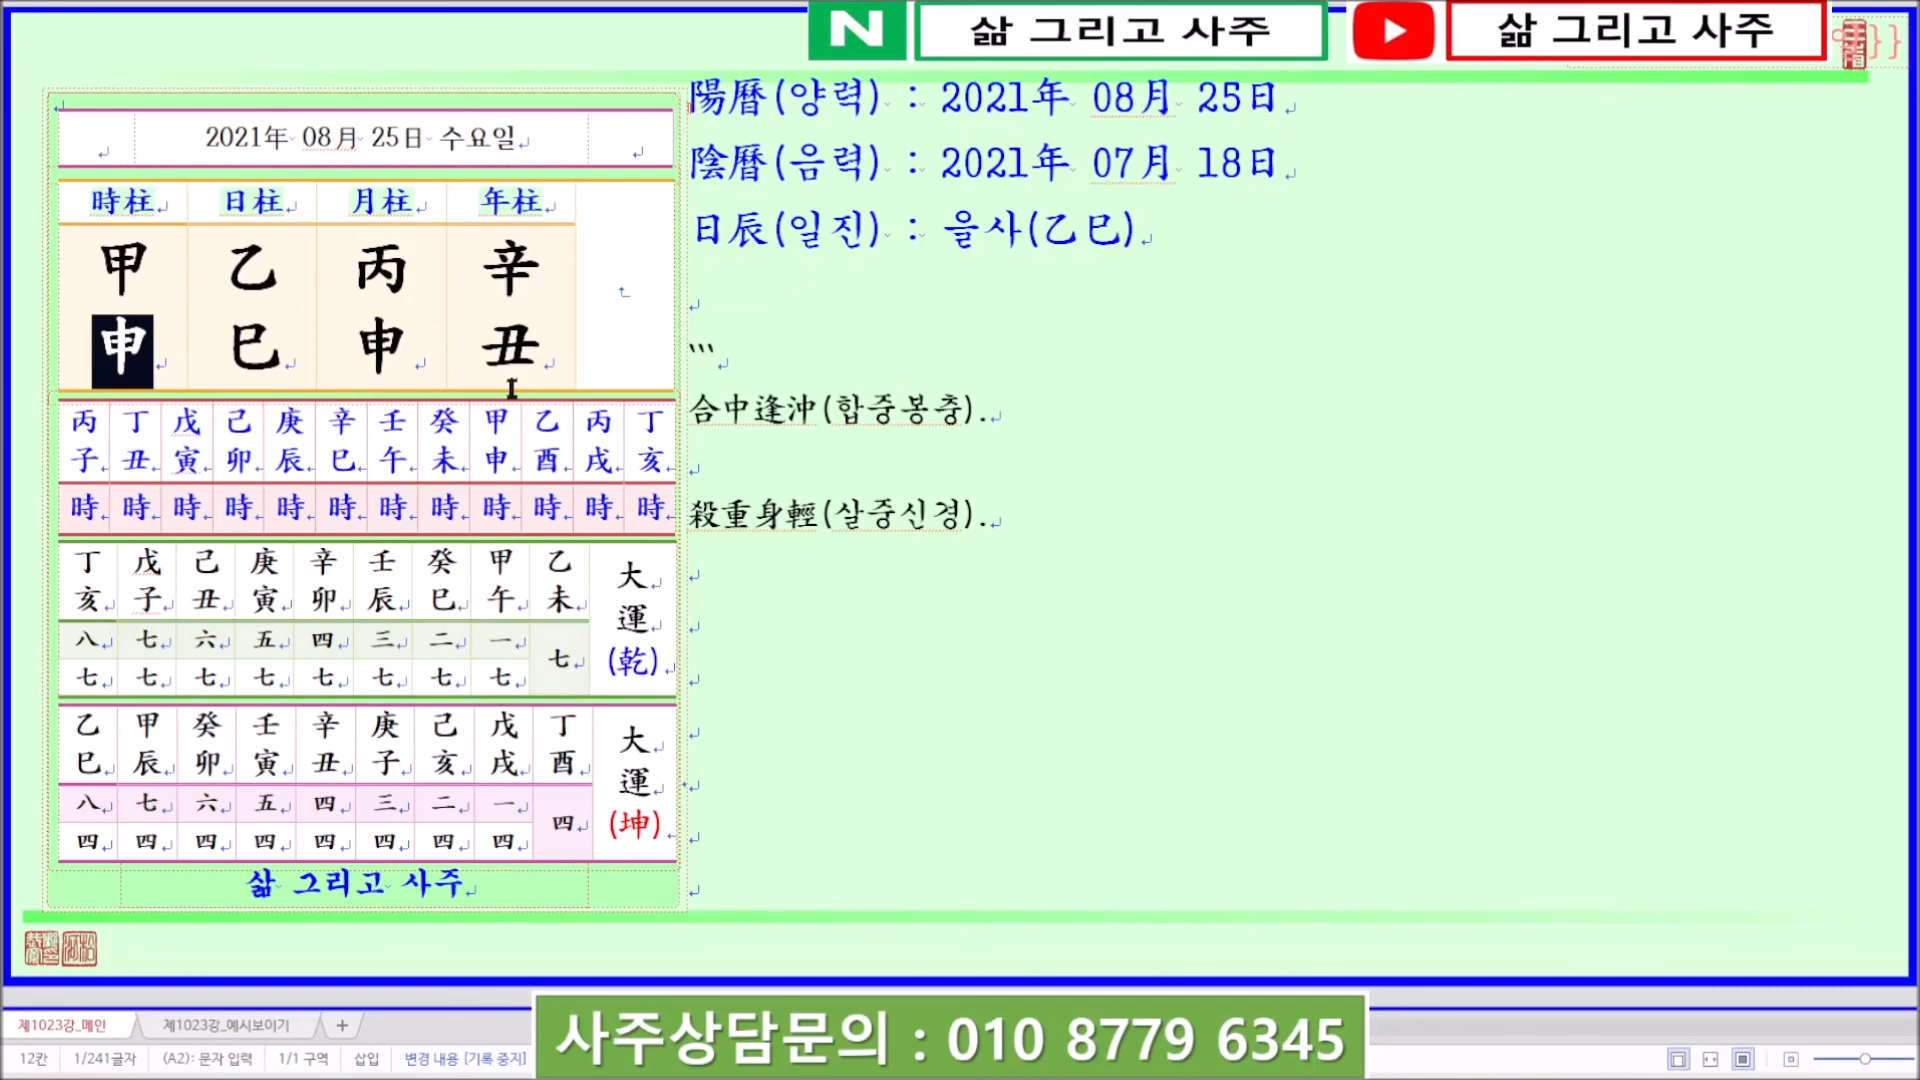 N 삶 그리고 사주 삶 그리고 사주
2021年 08月 25日 수요일
時柱 日柱 月柱 年柱
甲 乙 丙 辛
申 巳 申 丑
丙 丁 戊 己 庚 辛 壬 癸 甲 乙 丙 丁
子 丑 寅 卯 辰 巳 午 未 申 酉 戌 亥
時 時 時 時 時 時 時 時 時 時 時 時
丁 戊 己 庚 辛 壬 癸 甲 乙 大
亥 子 丑 寅 卯 辰 巳 午 未 運
八 七 六 五 四 三 二 一 七 (乾)
七 七 七 七 七 七 七 七
乙 甲 癸 壬 辛 庚 己 戊 丁 大
巳 辰 卯 寅 丑 子 亥 戌 酉 運
八 七 六 五 四 三 二 一 四 (坤)
四 四 四 四 四 四 四 四
삶 그리고 사주
陽曆(양력) : 2021年 08月 25日
陰曆(음력) : 2021年 07月 18日
日辰(일진) : 을사(乙巳)
```
合中逢沖(합중봉충).
殺重身輕(살중신경).
제1023강_메인 제1023강_예시보이기 +
12칸 1/241글자 (A2): 문자 입력 1/1 구역 삽입 변경 내용 [기록 중지]
사주상담문의 : 010 8779 6345